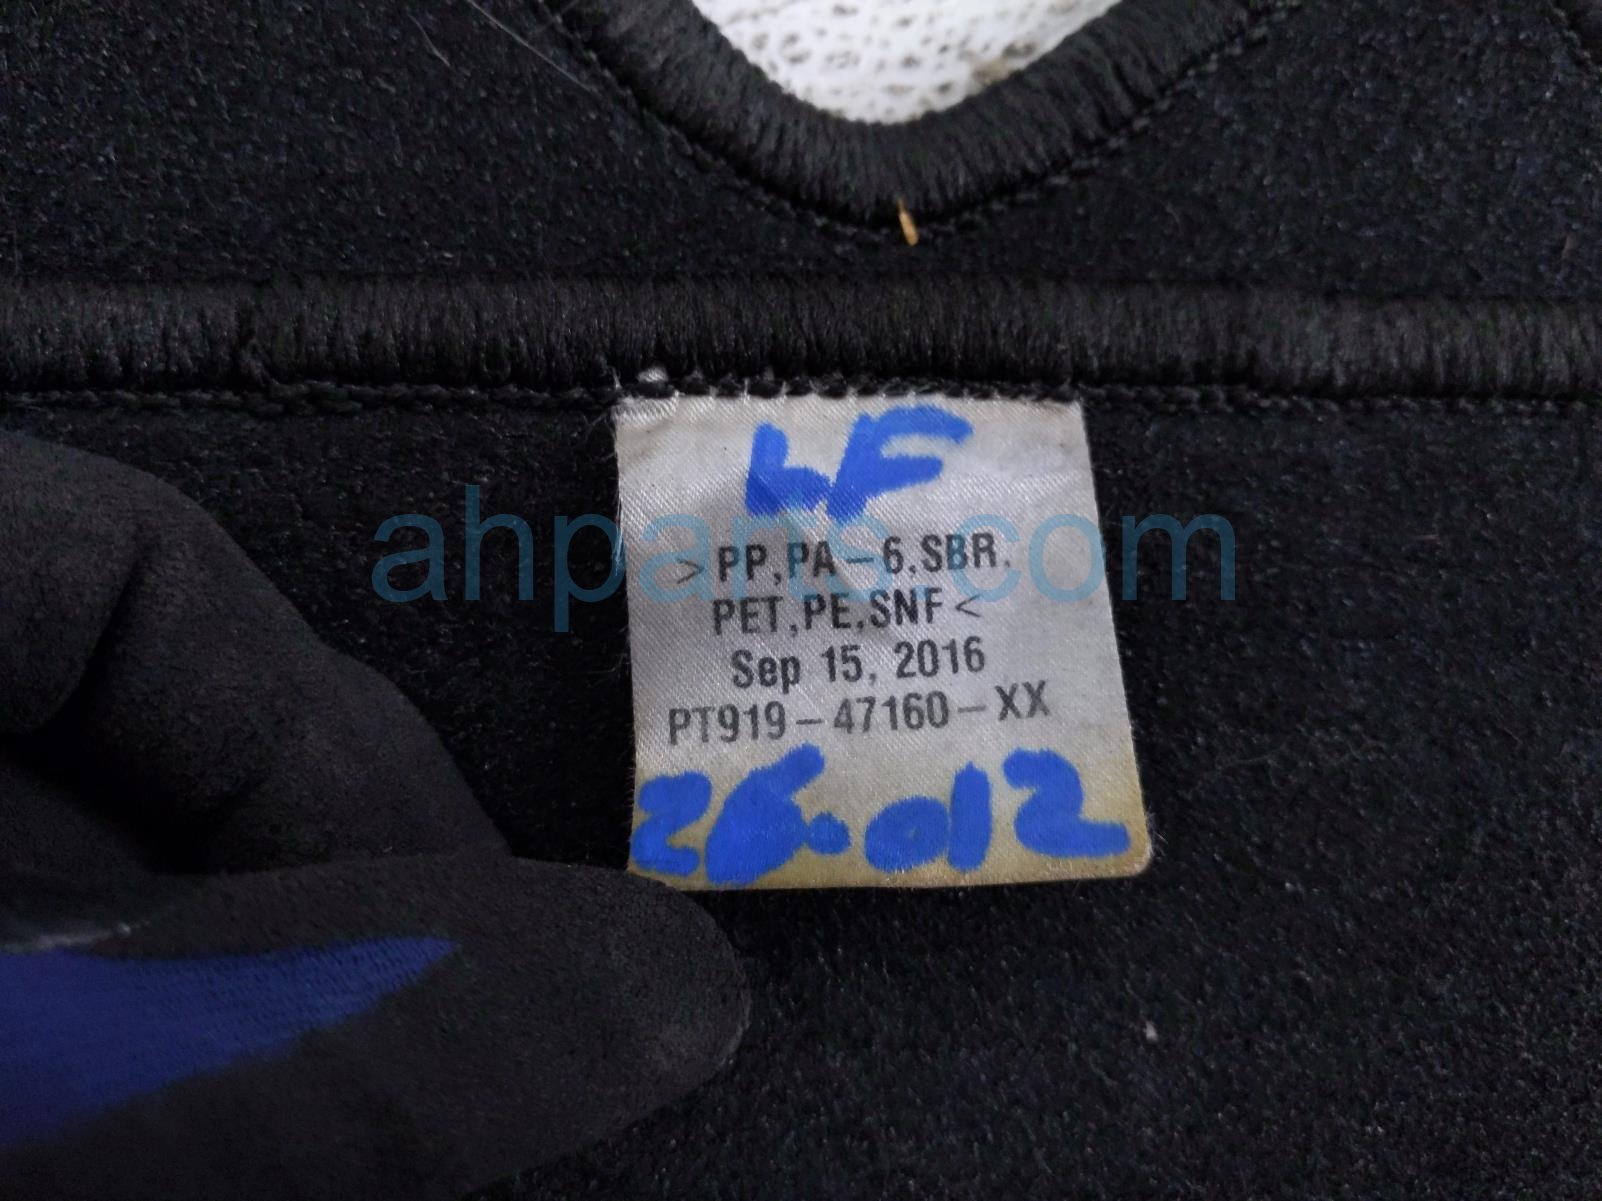 LF
ahparts.com
>PP,PA-6,SBR,
PET,PE,SNF<
Sep 15, 2016
PT919-47160-XX
26.012